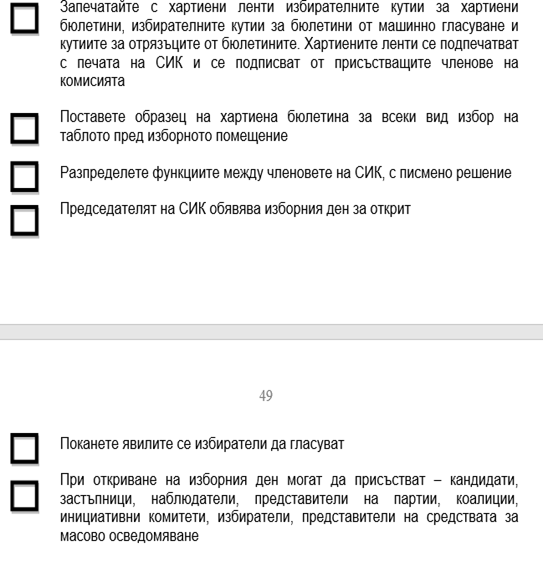 Запечатайте с хартиени ленти избирателните кутии за хартиени
бюлетини, избирателните кутии за бюлетини от машинно гласуване и
кутиите за отрязъците от бюлетините. Хартиените ленти се подпечатват
с печата на СИК и се подписват от присъстващите членове на
комисията
Поставете образец на хартиена бюлетина за всеки вид избор на
таблото пред изборното помещение
Разпределете функциите между членовете на СИК, с писмено решение
Председателят на СИК обявява изборния ден за открит
49
Поканете явилите се избиратели да гласуват
При откриване на изборния ден могат да присъстват – кандидати,
застъпници, наблюдатели, представители на партии, коалиции,
инициативни комитети, избиратели, представители на средствата за
масово осведомяване